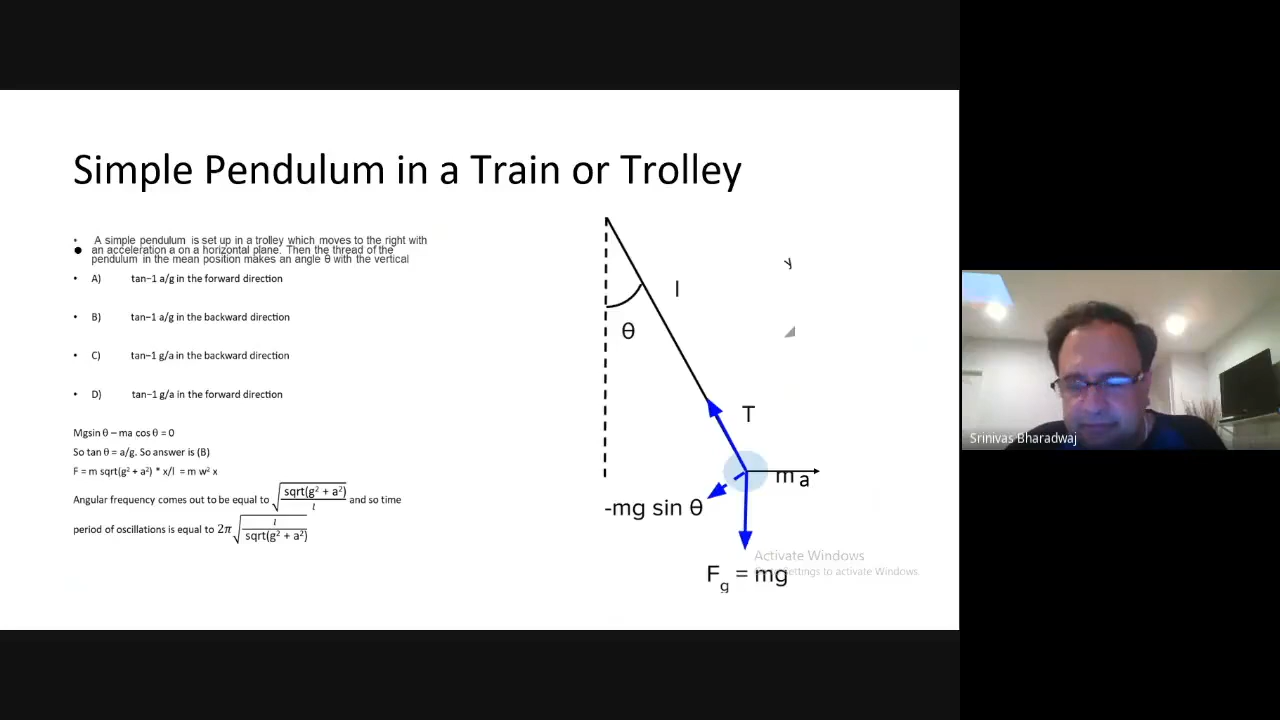 Simple Pendulum in a Train or Trolley
• A simple pendulum is set up in a trolley which moves to the right with
• an acceleration a on a horizontal plane. Then the thread of the
pendulum in the mean position makes an angle θ with the vertical
• A) tan−1 a/g in the forward direction
• B) tan−1 a/g in the backward direction
• C) tan−1 g/a in the backward direction
• D) tan−1 g/a in the forward direction
Mgsin θ – ma cos θ = 0
So tan θ = a/g. So answer is (B)
F = m sqrt(g² + a²) * x/l = m w² x
Angular frequency comes out to be equal to √(sqrt(g² + a²)/l) and so time
period of oscillations is equal to 2π√(l/sqrt(g² + a²))
y
l
θ
T
m a
-mg sin θ
F_g = mg
Activate Windows
ettings to activate Windows.
Srinivas Bharadwaj